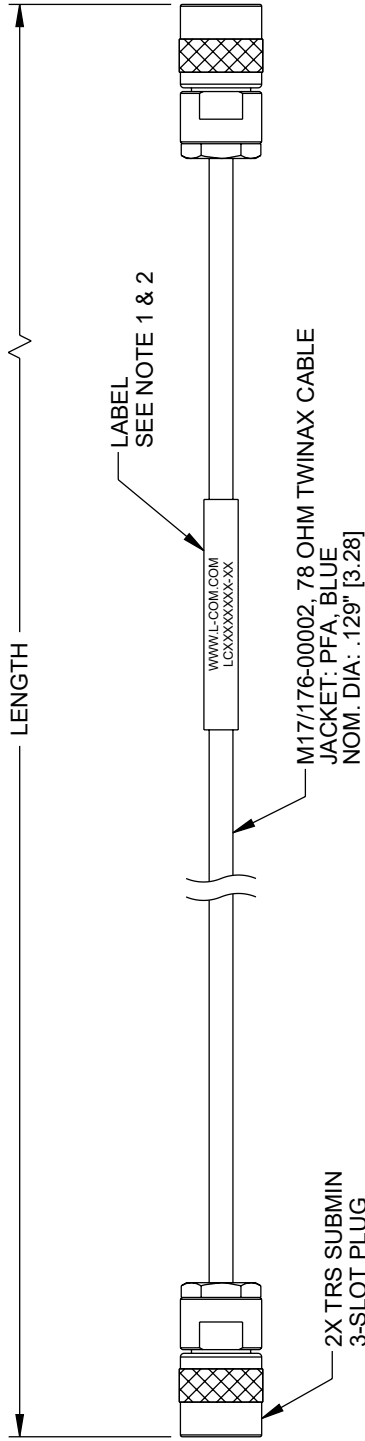 LENGTH
LABEL
SEE NOTE 1 & 2
WWW.L-COM.COM
LCXXXXXXXX-XX
M17/176-00002, 78 OHM TWINAX CABLE
JACKET: PFA, BLUE
NOM. DIA: .129" [3.28]
2X TRS SUBMIN
3-SLOT PLUG